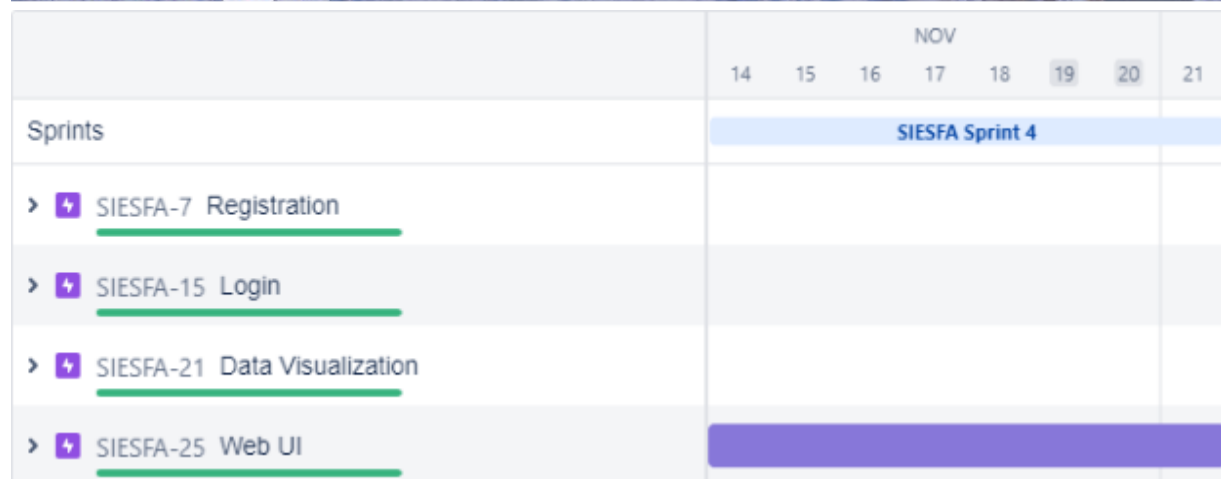 NOV
14 15 16 17 18 19 20 21
Sprints SIESFA Sprint 4
SIESFA-7 Registration
SIESFA-15 Login
SIESFA-21 Data Visualization
SIESFA-25 Web UI